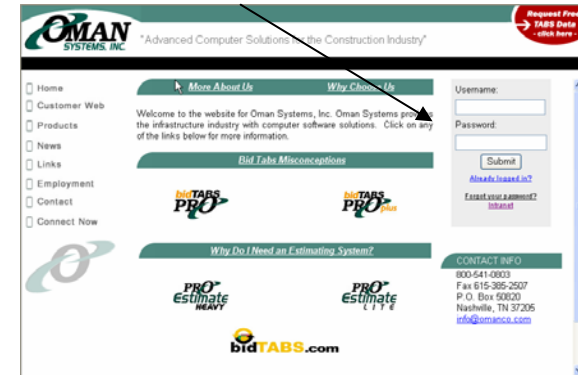 OMAN
SYSTEMS, INC.
"Advanced Computer Solutions for the Construction Industry"
Request Free
TABS Data
- click here -
Home
Customer Web
Products
News
Links
Employment
Contact
Connect Now
More About Us
Why Choose Us
Welcome to the website for Oman Systems, Inc. Oman Systems provides
the infrastructure industry with computer software solutions. Click on any
of the links below for more information.
Bid Tabs Misconceptions
bidTABS
PRO
bidTABS
PRO plus
Why Do I Need an Estimating System?
PRO
Estimate
HEAVY
PRO
Estimate
LITE
bidTABS.com
Username:
Password:
Submit
Already logged in?
Forgot your password?
Intranet
CONTACT INFO
800-541-0803
Fax 615-385-2507
P.O. Box 50820
Nashville, TN 37205
info@omanco.com